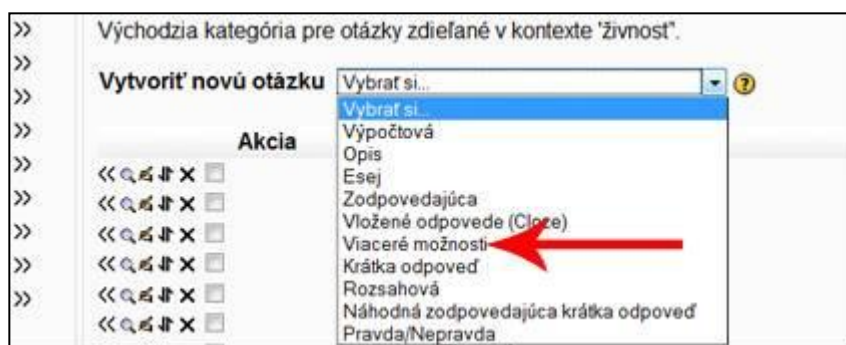 Východzia kategória pre otázky zdieľané v kontexte 'živnosť'.
Vytvoriť novú otázku Vybrať si...
Vybrať si...
Akcia
Výpočtová
Opis
Esej
Zodpovedajúca
Vložené odpovede (Cloze)
Viaceré možnosti
Krátka odpoveď
Rozsahová
Náhodná zodpovedajúca krátka odpoveď
Pravda/Nepravda